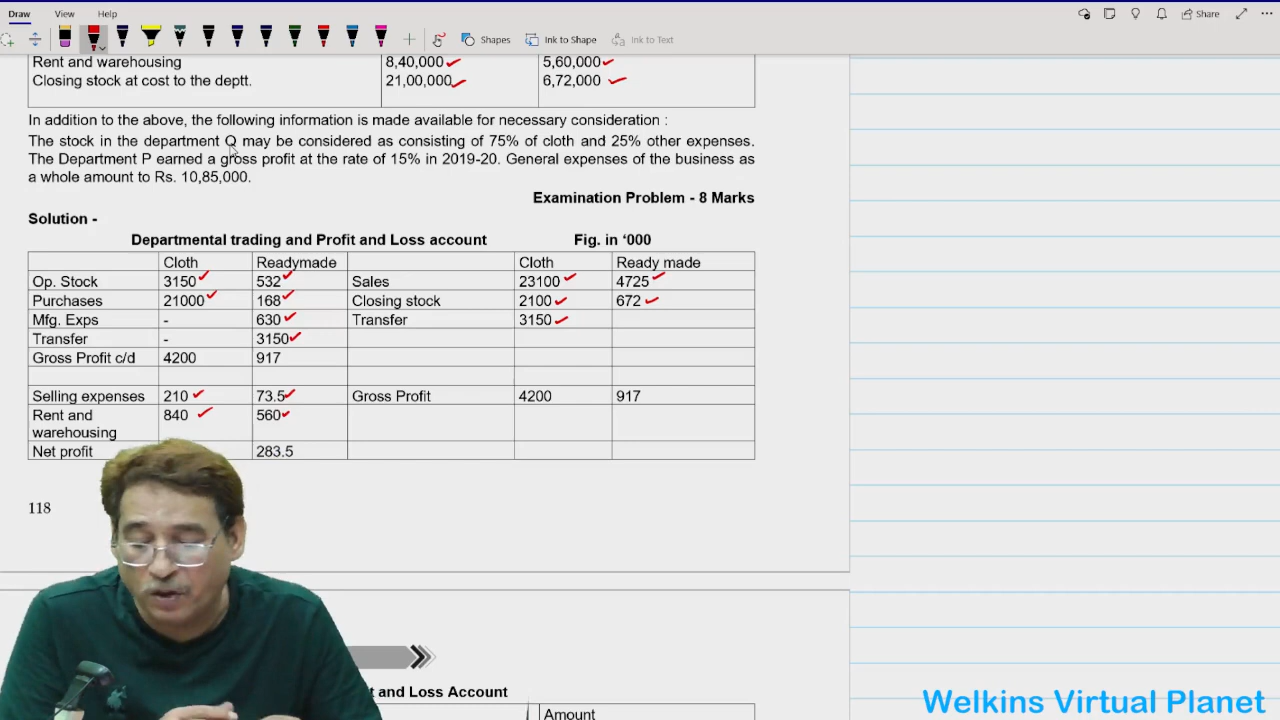 Draw View Help Share
Shapes Ink to Shape Ink to Text
Rent and warehousing 8,40,000 5,60,000
Closing stock at cost to the deptt. 21,00,000 6,72,000
In addition to the above, the following information is made available for necessary consideration :
The stock in the department Q may be considered as consisting of 75% of cloth and 25% other expenses.
The Department P earned a gross profit at the rate of 15% in 2019-20. General expenses of the business as
a whole amount to Rs. 10,85,000.
Examination Problem - 8 Marks
Solution -
Departmental trading and Profit and Loss account Fig. in ‘000
Cloth Readymade Cloth Ready made
Op. Stock 3150 532 Sales 23100 4725
Purchases 21000 168 Closing stock 2100 672
Mfg. Exps - 630 Transfer 3150
Transfer - 3150
Gross Profit c/d 4200 917
Selling expenses 210 73.5 Gross Profit 4200 917
Rent and 840 560
warehousing
Net profit 283.5
118
t and Loss Account
Amount
Welkins Virtual Planet